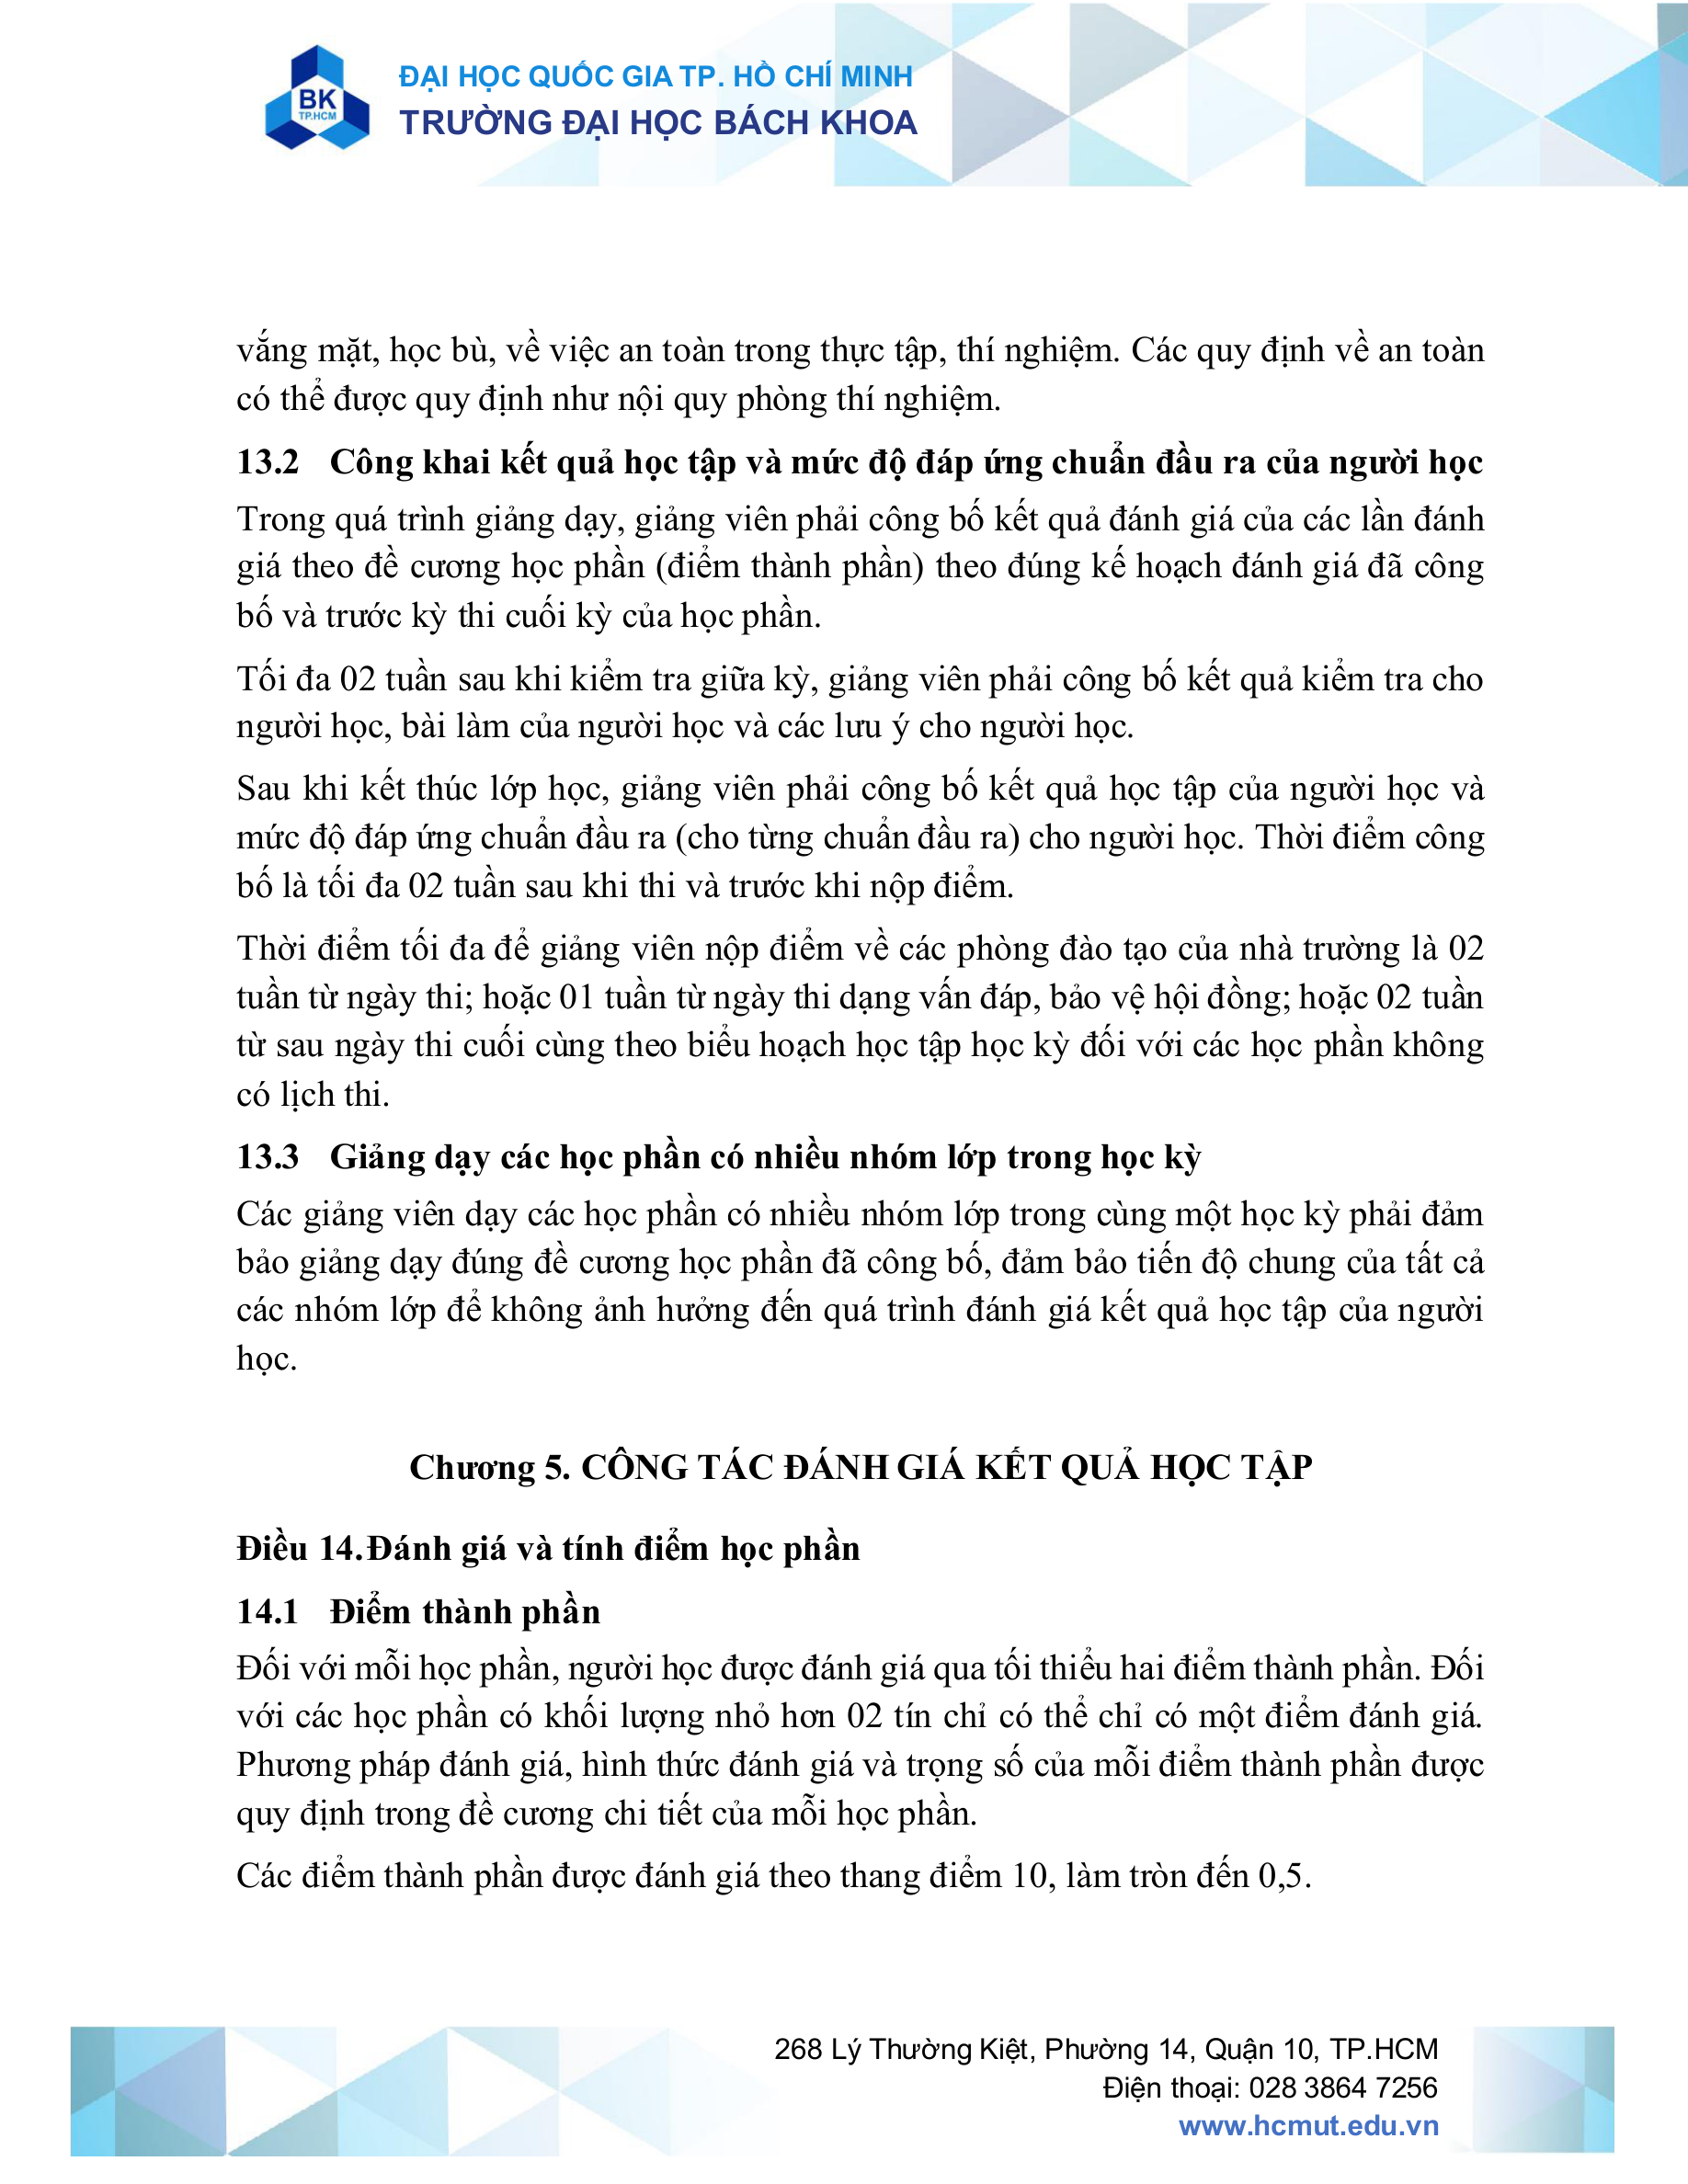 BK
TP.HCM
ĐẠI HỌC QUỐC GIA TP. HỒ CHÍ MINH
TRƯỜNG ĐẠI HỌC BÁCH KHOA
vắng mặt, học bù, về việc an toàn trong thực tập, thí nghiệm. Các quy định về an toàn
có thể được quy định như nội quy phòng thí nghiệm.
13.2 Công khai kết quả học tập và mức độ đáp ứng chuẩn đầu ra của người học
Trong quá trình giảng dạy, giảng viên phải công bố kết quả đánh giá của các lần đánh
giá theo đề cương học phần (điểm thành phần) theo đúng kế hoạch đánh giá đã công
bố và trước kỳ thi cuối kỳ của học phần.
Tối đa 02 tuần sau khi kiểm tra giữa kỳ, giảng viên phải công bố kết quả kiểm tra cho
người học, bài làm của người học và các lưu ý cho người học.
Sau khi kết thúc lớp học, giảng viên phải công bố kết quả học tập của người học và
mức độ đáp ứng chuẩn đầu ra (cho từng chuẩn đầu ra) cho người học. Thời điểm công
bố là tối đa 02 tuần sau khi thi và trước khi nộp điểm.
Thời điểm tối đa để giảng viên nộp điểm về các phòng đào tạo của nhà trường là 02
tuần từ ngày thi; hoặc 01 tuần từ ngày thi dạng vấn đáp, bảo vệ hội đồng; hoặc 02 tuần
từ sau ngày thi cuối cùng theo biểu hoạch học tập học kỳ đối với các học phần không
có lịch thi.
13.3 Giảng dạy các học phần có nhiều nhóm lớp trong học kỳ
Các giảng viên dạy các học phần có nhiều nhóm lớp trong cùng một học kỳ phải đảm
bảo giảng dạy đúng đề cương học phần đã công bố, đảm bảo tiến độ chung của tất cả
các nhóm lớp để không ảnh hưởng đến quá trình đánh giá kết quả học tập của người
học.
Chương 5. CÔNG TÁC ĐÁNH GIÁ KẾT QUẢ HỌC TẬP
Điều 14. Đánh giá và tính điểm học phần
14.1 Điểm thành phần
Đối với mỗi học phần, người học được đánh giá qua tối thiểu hai điểm thành phần. Đối
với các học phần có khối lượng nhỏ hơn 02 tín chỉ có thể chỉ có một điểm đánh giá.
Phương pháp đánh giá, hình thức đánh giá và trọng số của mỗi điểm thành phần được
quy định trong đề cương chi tiết của mỗi học phần.
Các điểm thành phần được đánh giá theo thang điểm 10, làm tròn đến 0,5.
268 Lý Thường Kiệt, Phường 14, Quận 10, TP.HCM
Điện thoại: 028 3864 7256
www.hcmut.edu.vn